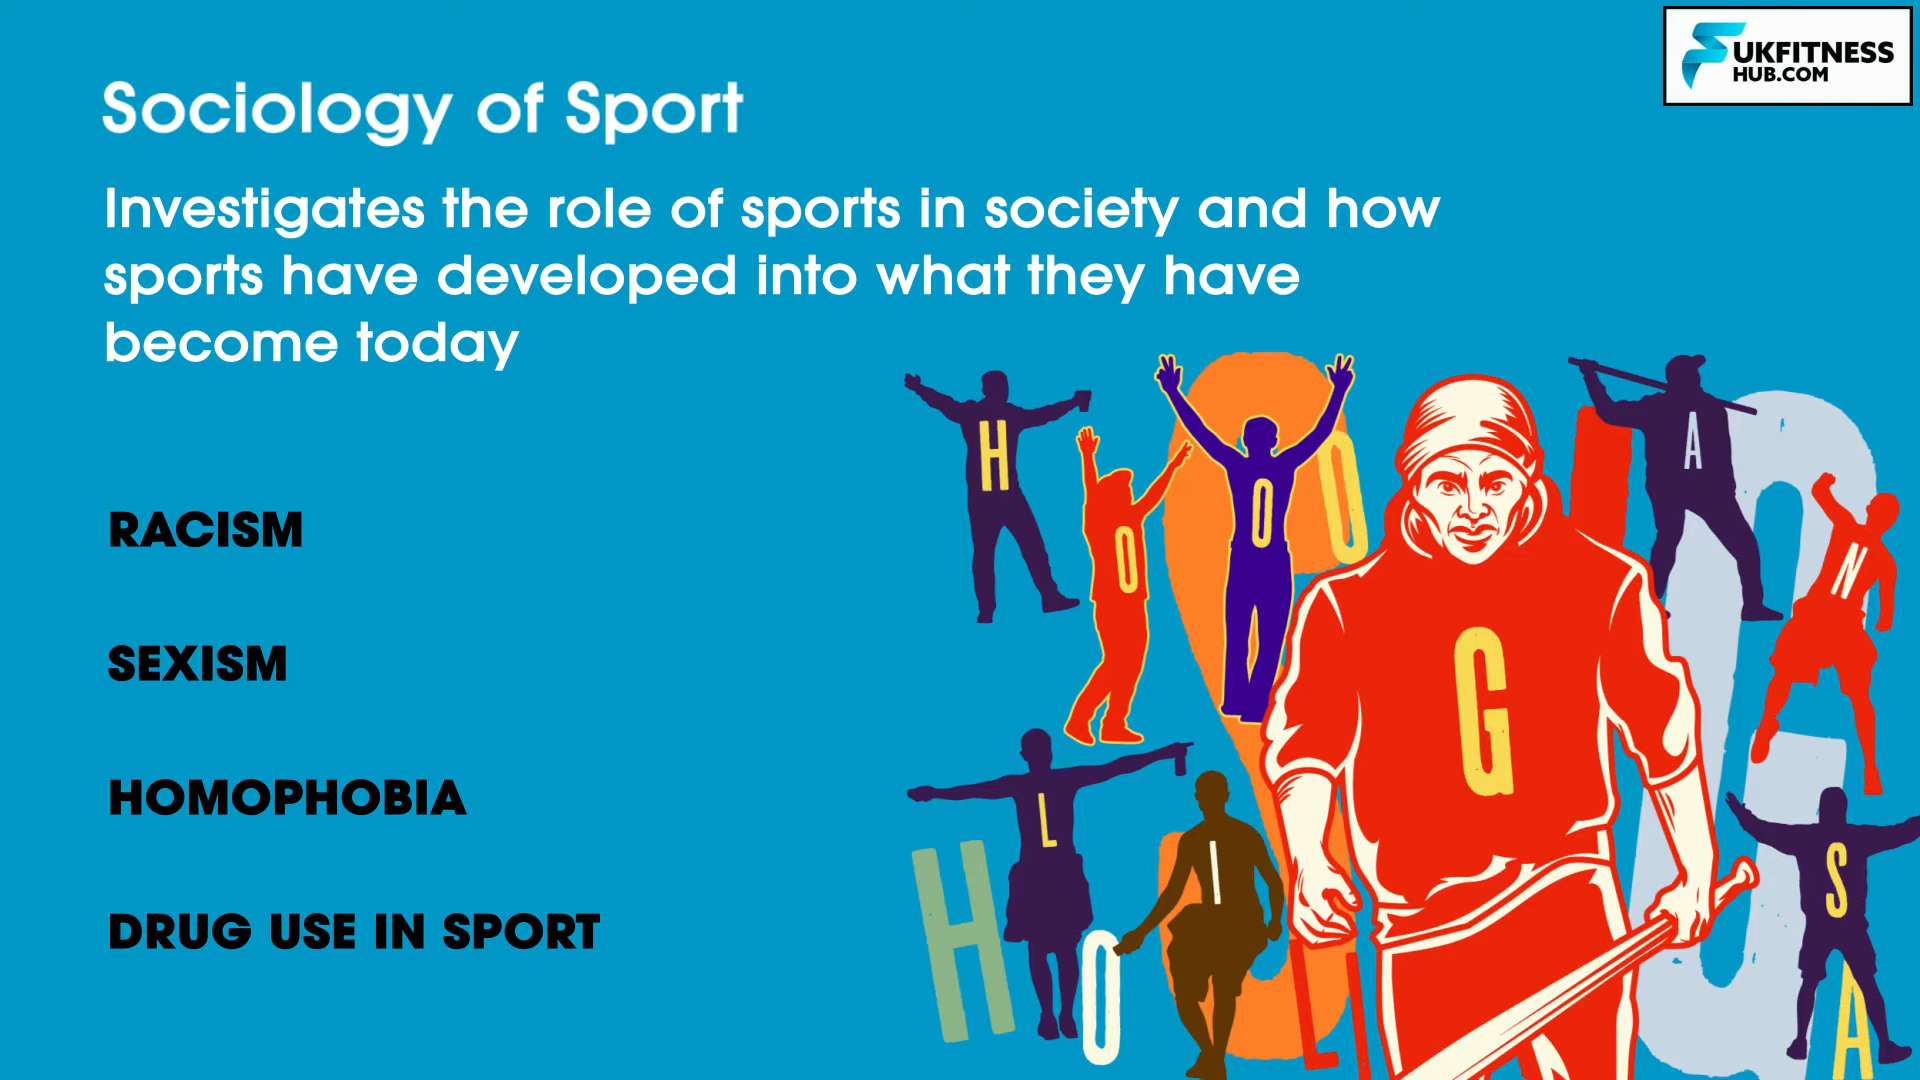 UKFITNESS
HUB.COM
Sociology of Sport
Investigates the role of sports in society and how
sports have developed into what they have
become today
RACISM
SEXISM
HOMOPHOBIA
DRUG USE IN SPORT
H
O
O
O
A
N
G
L
I
S
H
O
L
I
A